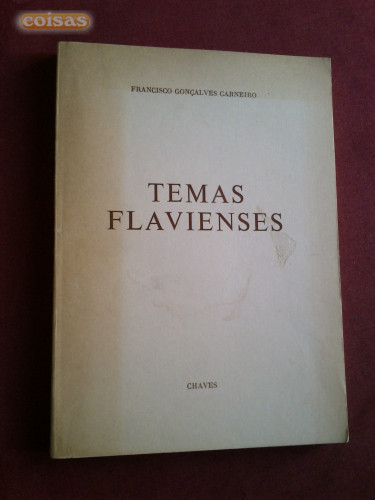 coisas
FRANCISCO GONÇALVES CARNEIRO
TEMAS
FLAVIENSES
CHAVES